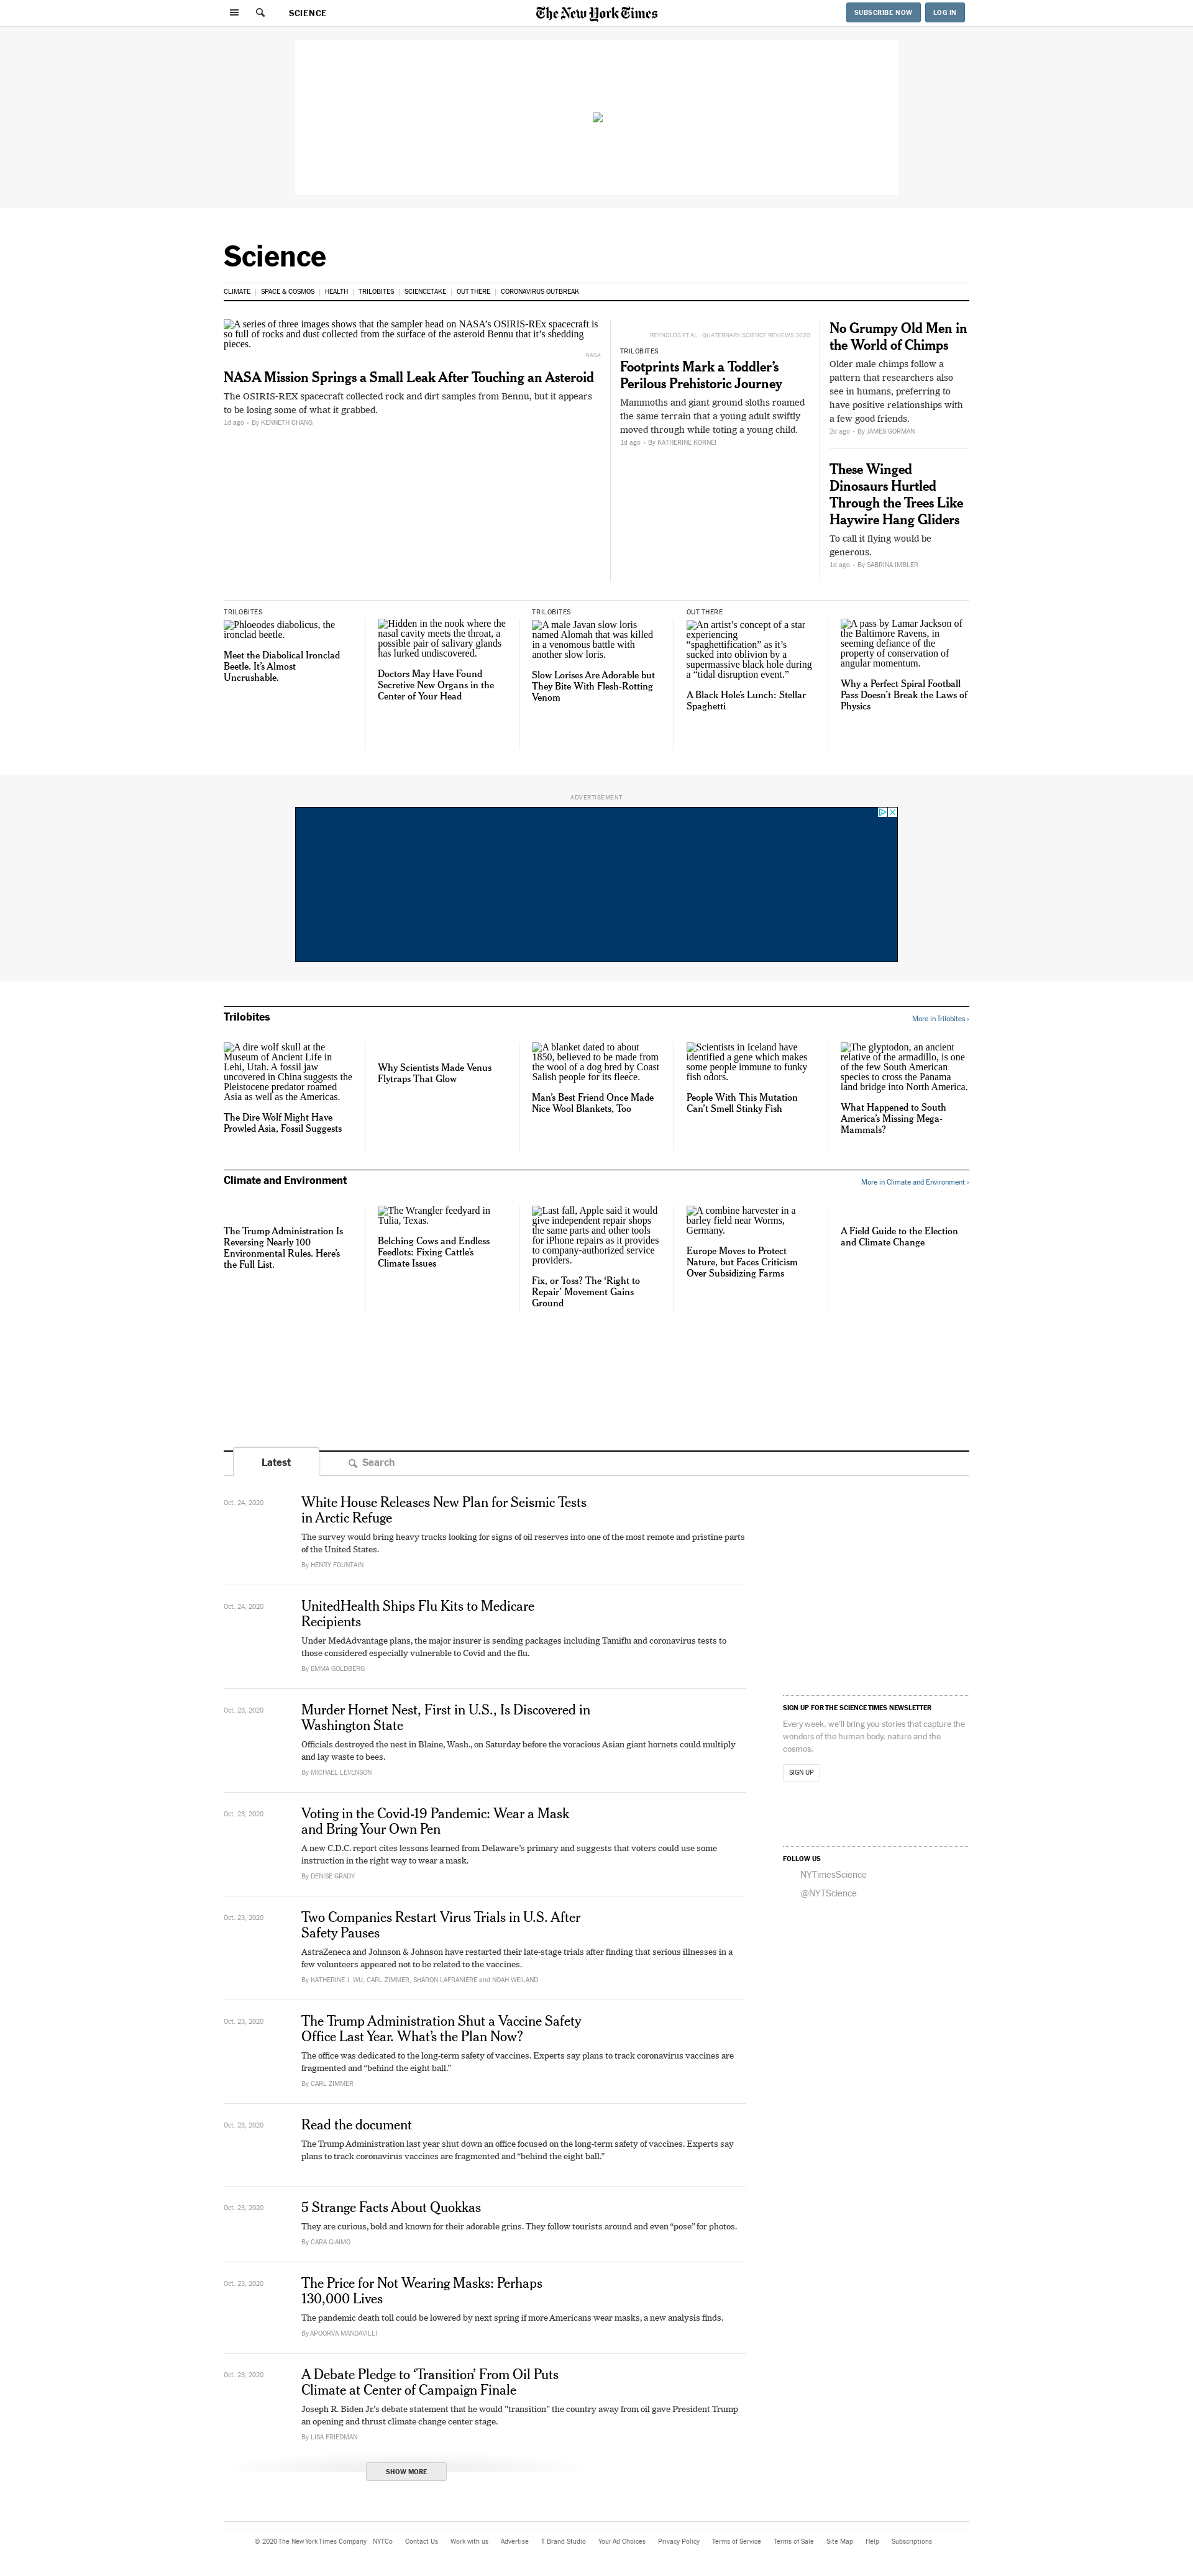 SCIENCE
The New York Times
SUBSCRIBE NOW
LOG IN
Science
CLIMATE
SPACE & COSMOS
HEALTH
TRILOBITES
SCIENCETAKE
OUT THERE
CORONAVIRUS OUTBREAK
A series of three images shows that the sampler head on NASA's OSIRIS-REx spacecraft is
so full of rocks and dust collected from the surface of the asteroid Bennu that it's shedding
pieces.
NASA
NASA Mission Springs a Small Leak After Touching an Asteroid
The OSIRIS-REX spacecraft collected rock and dirt samples from Bennu, but it appears
to be losing some of what it grabbed.
1d ago • By KENNETH CHANG
REYNOLDS ET AL., QUATERNARY SCIENCE REVIEWS 2020
TRILOBITES
Footprints Mark a Toddler's
Perilous Prehistoric Journey
Mammoths and giant ground sloths roamed
the same terrain that a young adult swiftly
moved through while toting a young child.
1d ago • By KATHERINE KORNEI
No Grumpy Old Men in
the World of Chimps
Older male chimps follow a
pattern that researchers also
see in humans, preferring to
have positive relationships with
a few good friends.
2d ago • By JAMES GORMAN
These Winged
Dinosaurs Hurtled
Through the Trees Like
Haywire Hang Gliders
To call it flying would be
generous.
1d ago • By SABRINA IMBLER
TRILOBITES
Phloeodes diabolicus, the
ironclad beetle.
Meet the Diabolical Ironclad
Beetle. It's Almost
Uncrushable.
Hidden in the nook where the
nasal cavity meets the throat, a
possible pair of salivary glands
has lurked undiscovered.
Doctors May Have Found
Secretive New Organs in the
Center of Your Head
TRILOBITES
A male Javan slow loris
named Alomah that was killed
in a venomous battle with
another slow loris.
Slow Lorises Are Adorable but
They Bite With Flesh-Rotting
Venom
OUT THERE
An artist's concept of a star
experiencing
“spaghettification” as it's
sucked into oblivion by a
supermassive black hole during
a “tidal disruption event.”
A Black Hole's Lunch: Stellar
Spaghetti
A pass by Lamar Jackson of
the Baltimore Ravens, in
seeming defiance of the
property of conservation of
angular momentum.
Why a Perfect Spiral Football
Pass Doesn't Break the Laws of
Physics
ADVERTISEMENT
Trilobites
More in Trilobites ›
A dire wolf skull at the
Museum of Ancient Life in
Lehi, Utah. A fossil jaw
uncovered in China suggests the
Pleistocene predator roamed
Asia as well as the Americas.
The Dire Wolf Might Have
Prowled Asia, Fossil Suggests
Why Scientists Made Venus
Flytraps That Glow
A blanket dated to about
1850, believed to be made from
the wool of a dog bred by Coast
Salish people for its fleece.
Man's Best Friend Once Made
Nice Wool Blankets, Too
Scientists in Iceland have
identified a gene which makes
some people immune to funky
fish odors.
People With This Mutation
Can't Smell Stinky Fish
The glyptodon, an ancient
relative of the armadillo, is one
of the few South American
species to cross the Panama
land bridge into North America.
What Happened to South
America's Missing Mega-
Mammals?
Climate and Environment
More in Climate and Environment ›
The Trump Administration Is
Reversing Nearly 100
Environmental Rules. Here's
the Full List.
The Wrangler feedyard in
Tulia, Texas.
Belching Cows and Endless
Feedlots: Fixing Cattle's
Climate Issues
Last fall, Apple said it would
give independent repair shops
the same parts and other tools
for iPhone repairs as it provides
to company-authorized service
providers.
Fix, or Toss? The ‘Right to
Repair’ Movement Gains
Ground
A combine harvester in a
barley field near Worms,
Germany.
Europe Moves to Protect
Nature, but Faces Criticism
Over Subsidizing Farms
A Field Guide to the Election
and Climate Change
Latest
Search
Oct. 24, 2020
White House Releases New Plan for Seismic Tests
in Arctic Refuge
The survey would bring heavy trucks looking for signs of oil reserves into one of the most remote and pristine parts
of the United States.
By HENRY FOUNTAIN
Oct. 24, 2020
UnitedHealth Ships Flu Kits to Medicare
Recipients
Under MedAdvantage plans, the major insurer is sending packages including Tamiflu and coronavirus tests to
those considered especially vulnerable to Covid and the flu.
By EMMA GOLDBERG
Oct. 23, 2020
Murder Hornet Nest, First in U.S., Is Discovered in
Washington State
Officials destroyed the nest in Blaine, Wash., on Saturday before the voracious Asian giant hornets could multiply
and lay waste to bees.
By MICHAEL LEVENSON
Oct. 23, 2020
Voting in the Covid-19 Pandemic: Wear a Mask
and Bring Your Own Pen
A new C.D.C. report cites lessons learned from Delaware's primary and suggests that voters could use some
instruction in the right way to wear a mask.
By DENISE GRADY
Oct. 23, 2020
Two Companies Restart Virus Trials in U.S. After
Safety Pauses
AstraZeneca and Johnson & Johnson have restarted their late-stage trials after finding that serious illnesses in a
few volunteers appeared not to be related to the vaccines.
By KATHERINE J. WU, CARL ZIMMER, SHARON LAFRANIERE and NOAH WEILAND
Oct. 23, 2020
The Trump Administration Shut a Vaccine Safety
Office Last Year. What's the Plan Now?
The office was dedicated to the long-term safety of vaccines. Experts say plans to track coronavirus vaccines are
fragmented and “behind the eight ball.”
By CARL ZIMMER
Oct. 23, 2020
Read the document
The Trump Administration last year shut down an office focused on the long-term safety of vaccines. Experts say
plans to track coronavirus vaccines are fragmented and “behind the eight ball.”
Oct. 23, 2020
5 Strange Facts About Quokkas
They are curious, bold and known for their adorable grins. They follow tourists around and even “pose” for photos.
By CARA GIAIMO
Oct. 23, 2020
The Price for Not Wearing Masks: Perhaps
130,000 Lives
The pandemic death toll could be lowered by next spring if more Americans wear masks, a new analysis finds.
By APOORVA MANDAVILLI
Oct. 23, 2020
A Debate Pledge to ‘Transition’ From Oil Puts
Climate at Center of Campaign Finale
Joseph R. Biden Jr.'s debate statement that he would "transition" the country away from oil gave President Trump
an opening and thrust climate change center stage.
By LISA FRIEDMAN
SHOW MORE
SIGN UP FOR THE SCIENCE TIMES NEWSLETTER
Every week, we'll bring you stories that capture the
wonders of the human body, nature and the
cosmos.
SIGN UP
FOLLOW US
NYTimesScience
@NYTScience
© 2020 The New York Times Company
NYTCo
Contact Us
Work with us
Advertise
T Brand Studio
Your Ad Choices
Privacy Policy
Terms of Service
Terms of Sale
Site Map
Help
Subscriptions